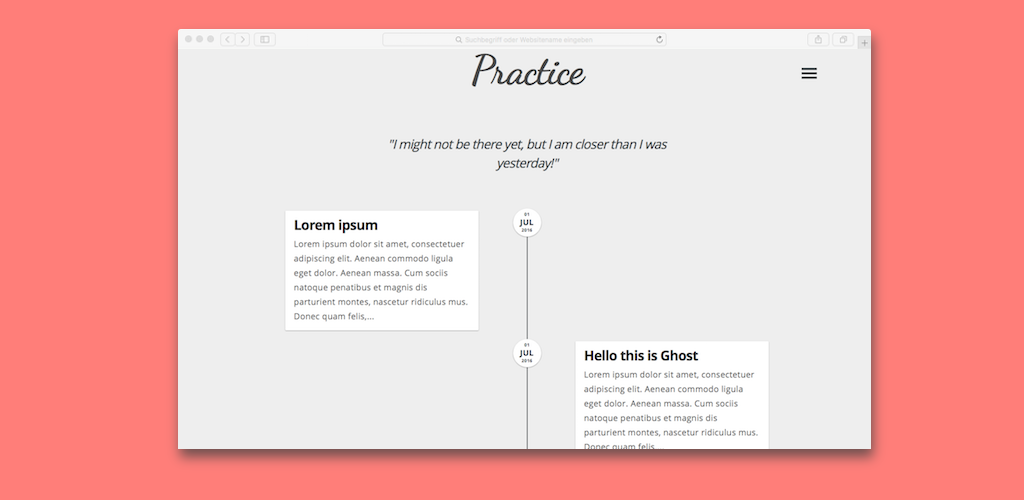 Suchbegriff oder Websitename eingeben
Practice
"I might not be there yet, but I am closer than I was
yesterday!"
01
JUL
2016
Lorem ipsum
Lorem ipsum dolor sit amet, consectetuer
adipiscing elit. Aenean commodo ligula
eget dolor. Aenean massa. Cum sociis
natoque penatibus et magnis dis
parturient montes, nascetur ridiculus mus.
Donec quam felis,...
01
JUL
2016
Hello this is Ghost
Lorem ipsum dolor sit amet, consectetuer
adipiscing elit. Aenean commodo ligula
eget dolor. Aenean massa. Cum sociis
natoque penatibus et magnis dis
parturient montes, nascetur ridiculus mus.
Donec quam felis,...